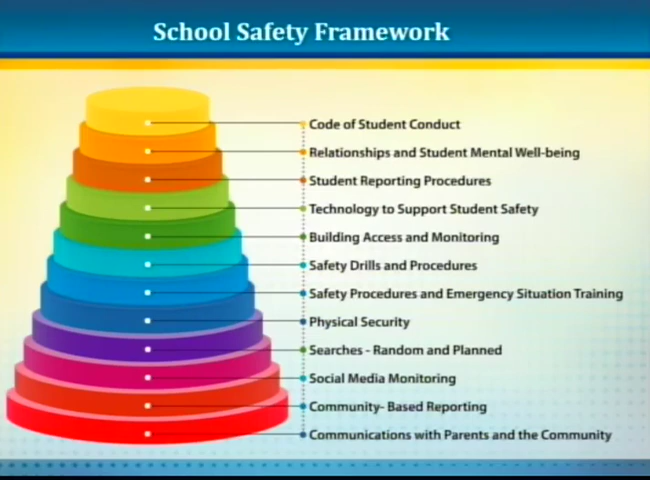 School Safety Framework
Code of Student Conduct
Relationships and Student Mental Well-being
Student Reporting Procedures
Technology to Support Student Safety
Building Access and Monitoring
Safety Drills and Procedures
Safety Procedures and Emergency Situation Training
Physical Security
Searches - Random and Planned
Social Media Monitoring
Community- Based Reporting
Communications with Parents and the Community